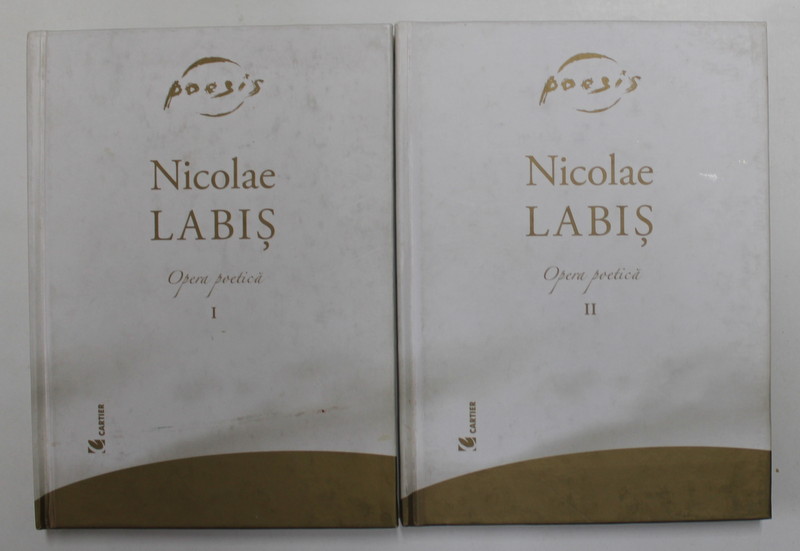 poesis
Nicolae
LABIȘ
Opera poetică
I
CARTIER
poesis
Nicolae
LABIȘ
Opera poetică
II
CARTIER